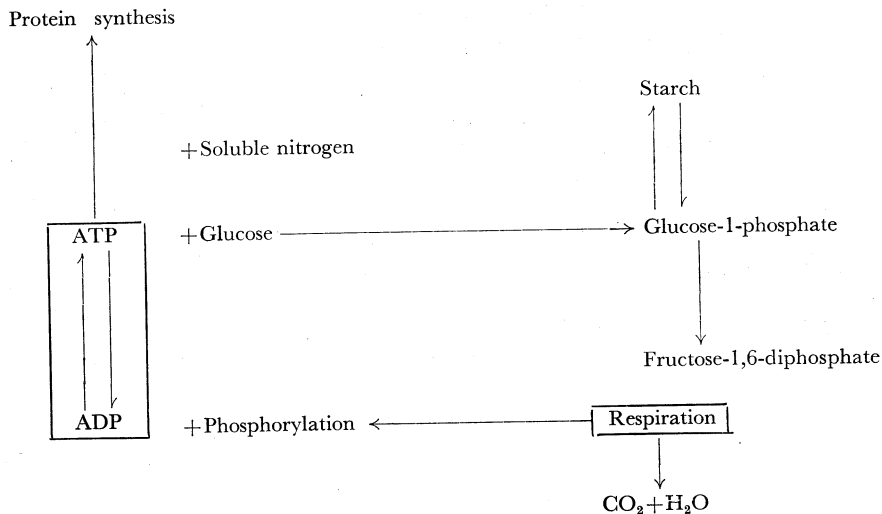 Protein synthesis
Starch
+Soluble nitrogen
ATP +Glucose Glucose-1-phosphate
Fructose-1,6-diphosphate
ADP +Phosphorylation Respiration
CO₂+H₂O